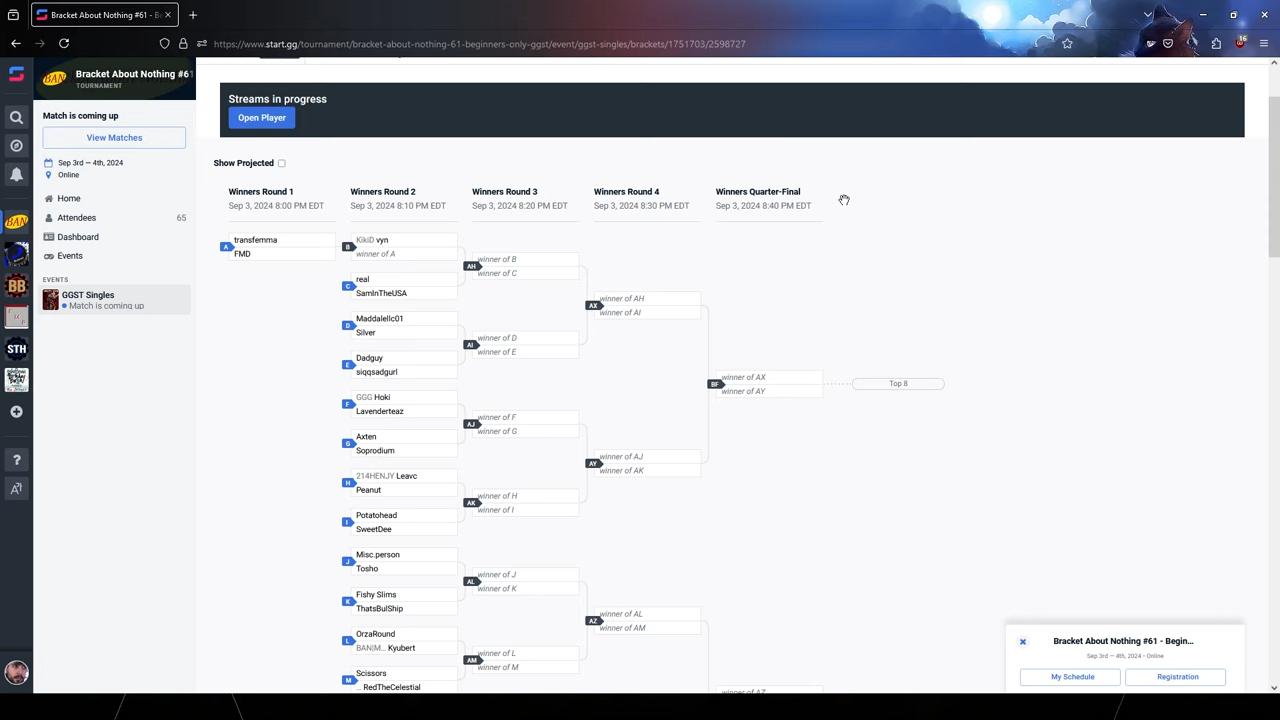 Bracket About Nothing #61 - Be
https://www.start.gg/tournament/bracket-about-nothing-61-beginners-only-ggst/event/ggst-singles/brackets/1751703/2598727
16
BAN
Bracket About Nothing #61
TOURNAMENT
Match is coming up
View Matches
Sep 3rd — 4th, 2024
Online
Home
Attendees 65
Dashboard
Events
EVENTS
GGST Singles
Match is coming up
BAN
BB
STH
?
Streams in progress
Open Player
Show Projected
Winners Round 1 Winners Round 2 Winners Round 3 Winners Round 4 Winners Quarter-Final
Sep 3, 2024 8:00 PM EDT Sep 3, 2024 8:10 PM EDT Sep 3, 2024 8:20 PM EDT Sep 3, 2024 8:30 PM EDT Sep 3, 2024 8:40 PM EDT
A
transfemma
FMD
B
KikiD vyn
winner of A
C
real
SamInTheUSA
D
Maddalellc01
Silver
E
Dadguy
siqqsadgurl
F
GGG Hoki
Lavenderteaz
G
Axten
Soprodium
H
214HENJY Leavc
Peanut
I
Potatohead
SweetDee
J
Misc.person
Tosho
K
Fishy Slims
ThatsBulShip
L
OrzaRound
BAN|M... Kyubert
M
Scissors
... RedTheCelestial
AH
winner of B
winner of C
AI
winner of D
winner of E
AJ
winner of F
winner of G
AK
winner of H
winner of I
AL
winner of J
winner of K
AM
winner of L
winner of M
AX
winner of AH
winner of AI
AY
winner of AJ
winner of AK
AZ
winner of AL
winner of AM
BF
winner of AX
winner of AY
Top 8
winner of AZ
Bracket About Nothing #61 - Begin...
Sep 3rd — 4th, 2024 • Online
My Schedule
Registration